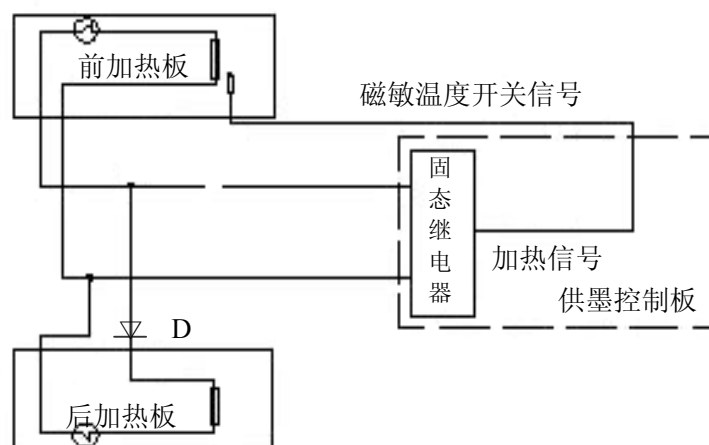 前加热板
磁敏温度开关信号
固态继电器
加热信号
供墨控制板
D
后加热板